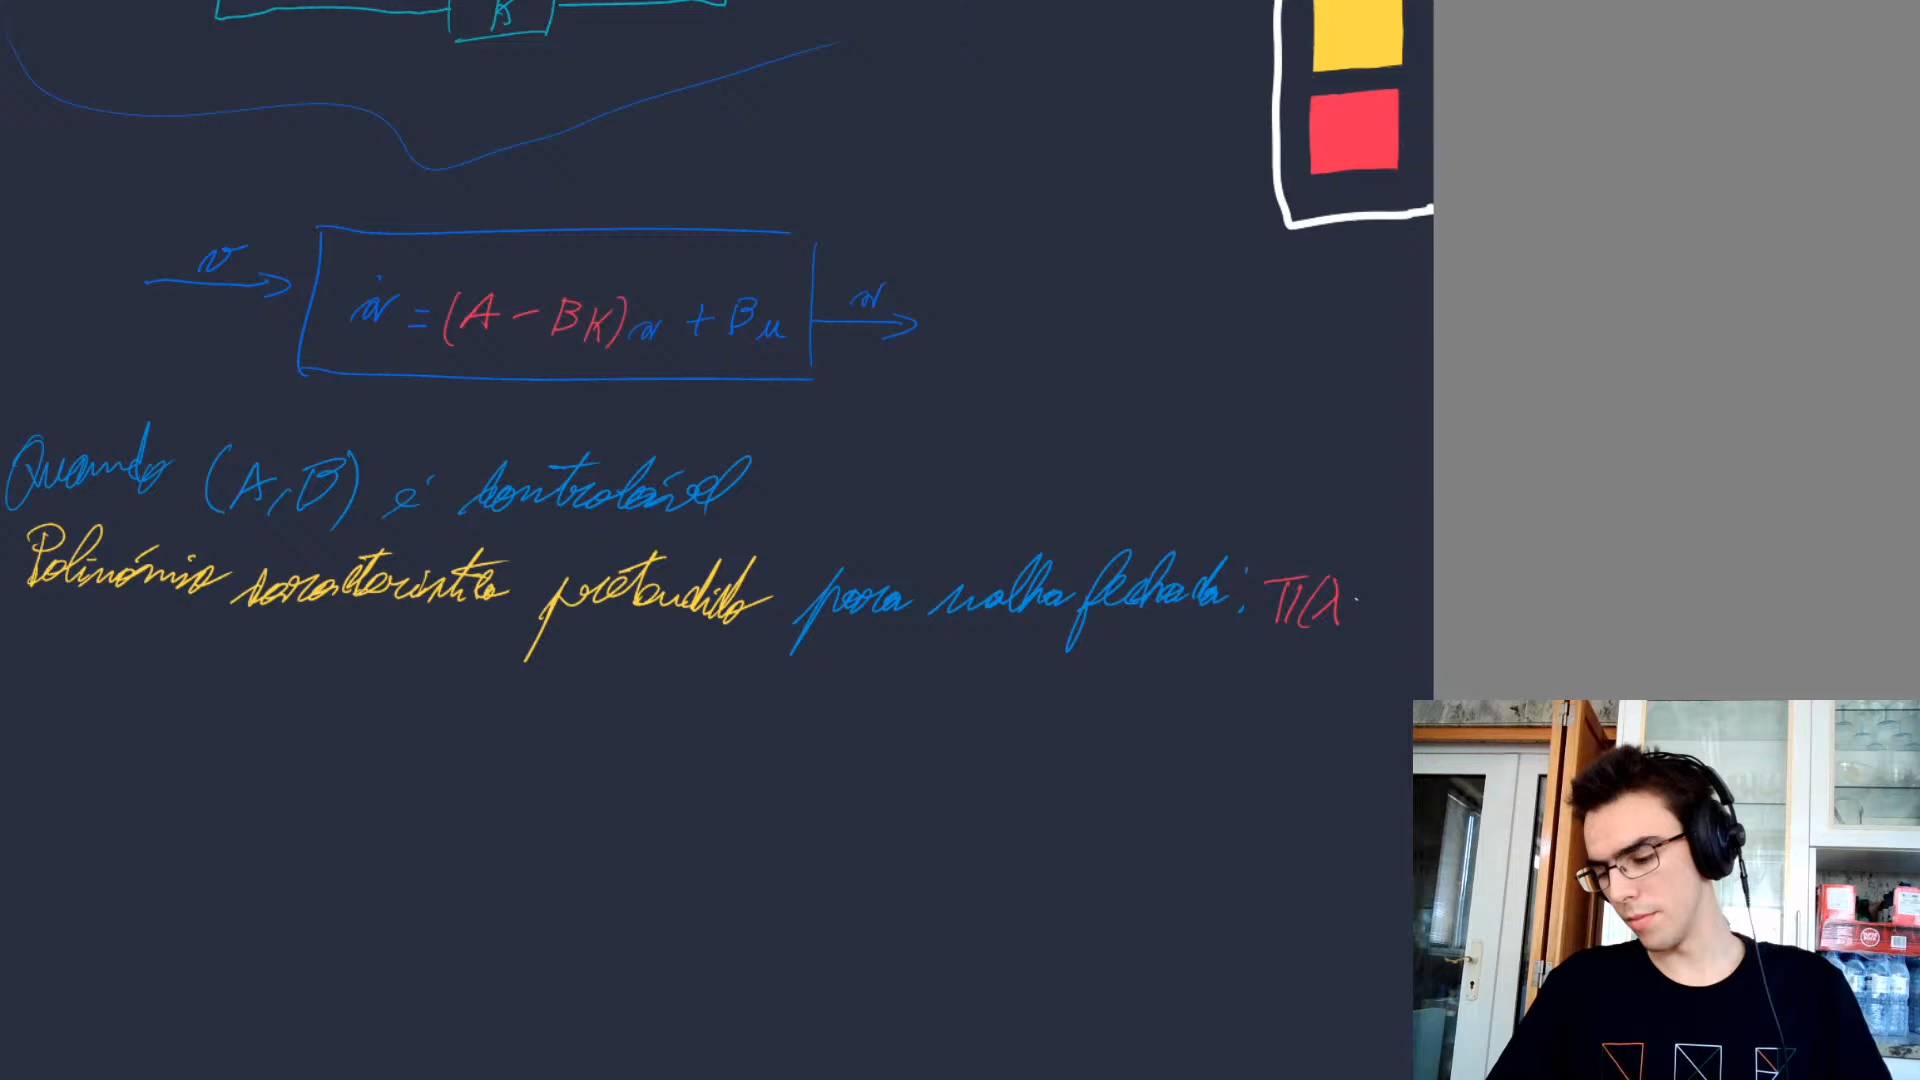 K
v
ẋ = (A - BK)x + Bu
x
Quando (A, B) é controlável
Polinómio característico pretendido para malha fechada: Π(λ